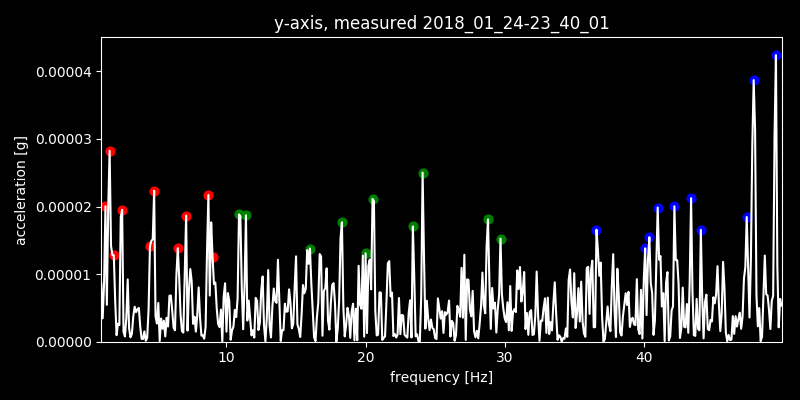 y-axis, measured 2018_01_24-23_40_01
0.00004
0.00003
0.00002
0.00001
0.00000
acceleration [g]
10 20 30 40
frequency [Hz]